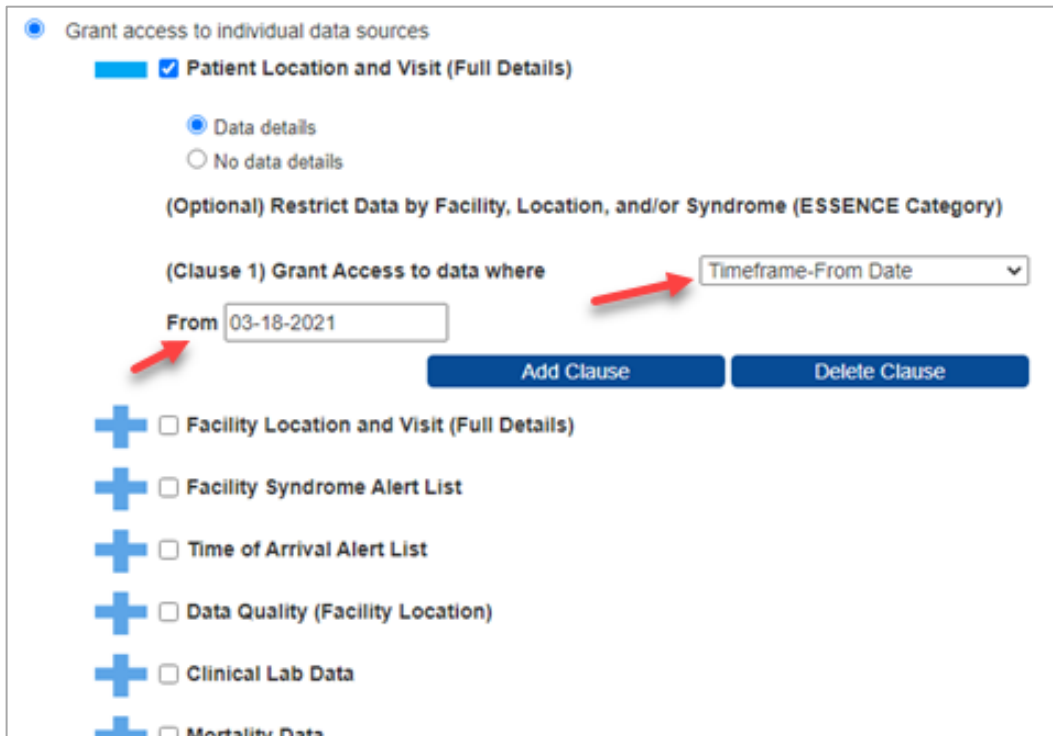 Grant access to individual data sources
Patient Location and Visit (Full Details)
Data details
No data details
(Optional) Restrict Data by Facility, Location, and/or Syndrome (ESSENCE Category)
(Clause 1) Grant Access to data where Timeframe-From Date
From 03-18-2021
Add Clause Delete Clause
Facility Location and Visit (Full Details)
Facility Syndrome Alert List
Time of Arrival Alert List
Data Quality (Facility Location)
Clinical Lab Data
Mortality Data